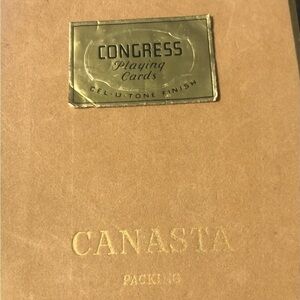 CONGRESS
Playing
Cards
CEL-U-TONE FINISH
CANASTA
PACKING